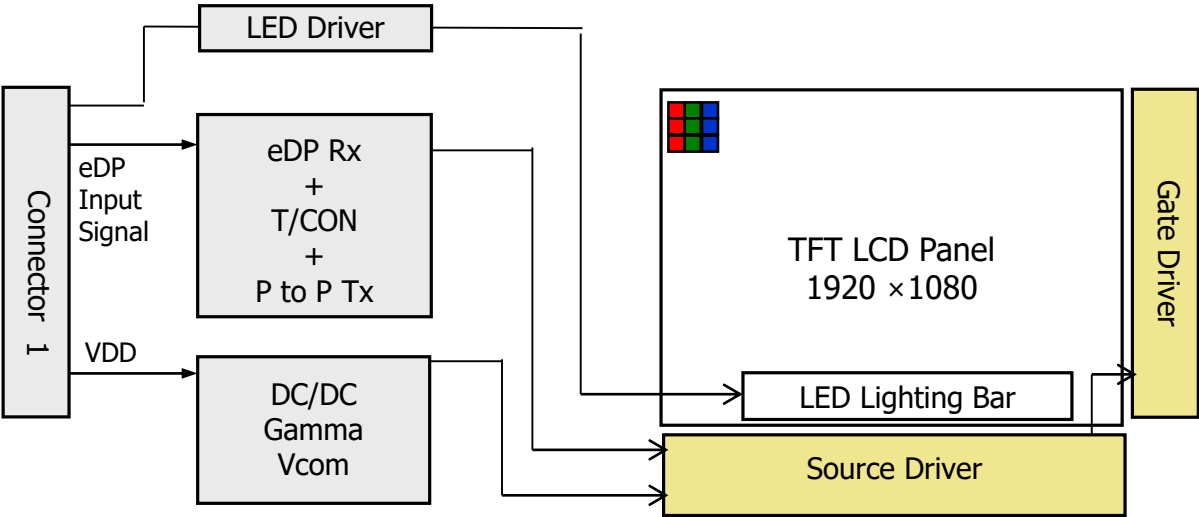 LED Driver
Connector 1
eDP
Input
Signal
eDP Rx
+
T/CON
+
P to P Tx
VDD
DC/DC
Gamma
Vcom
TFT LCD Panel
1920 ×1080
LED Lighting Bar
Source Driver
Gate Driver